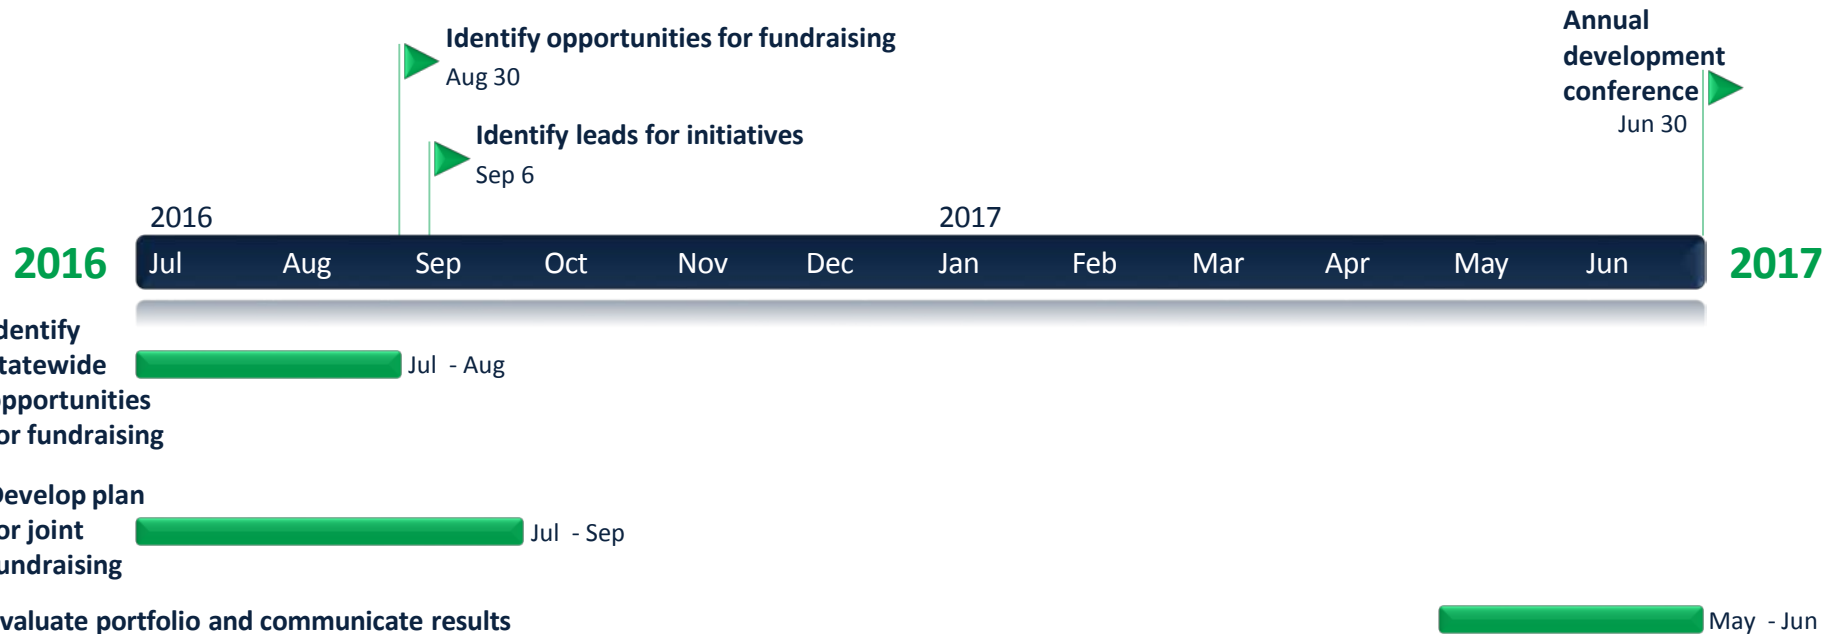 Annual
development
conference
Jun 30
Identify opportunities for fundraising
Aug 30
Identify leads for initiatives
Sep 6
2016 2017
2016 Jul Aug Sep Oct Nov Dec Jan Feb Mar Apr May Jun 2017
dentify
tatewide
pportunities
or fundraising
Jul - Aug
Develop plan
or joint
undraising
Jul - Sep
valuate portfolio and communicate results
May - Jun